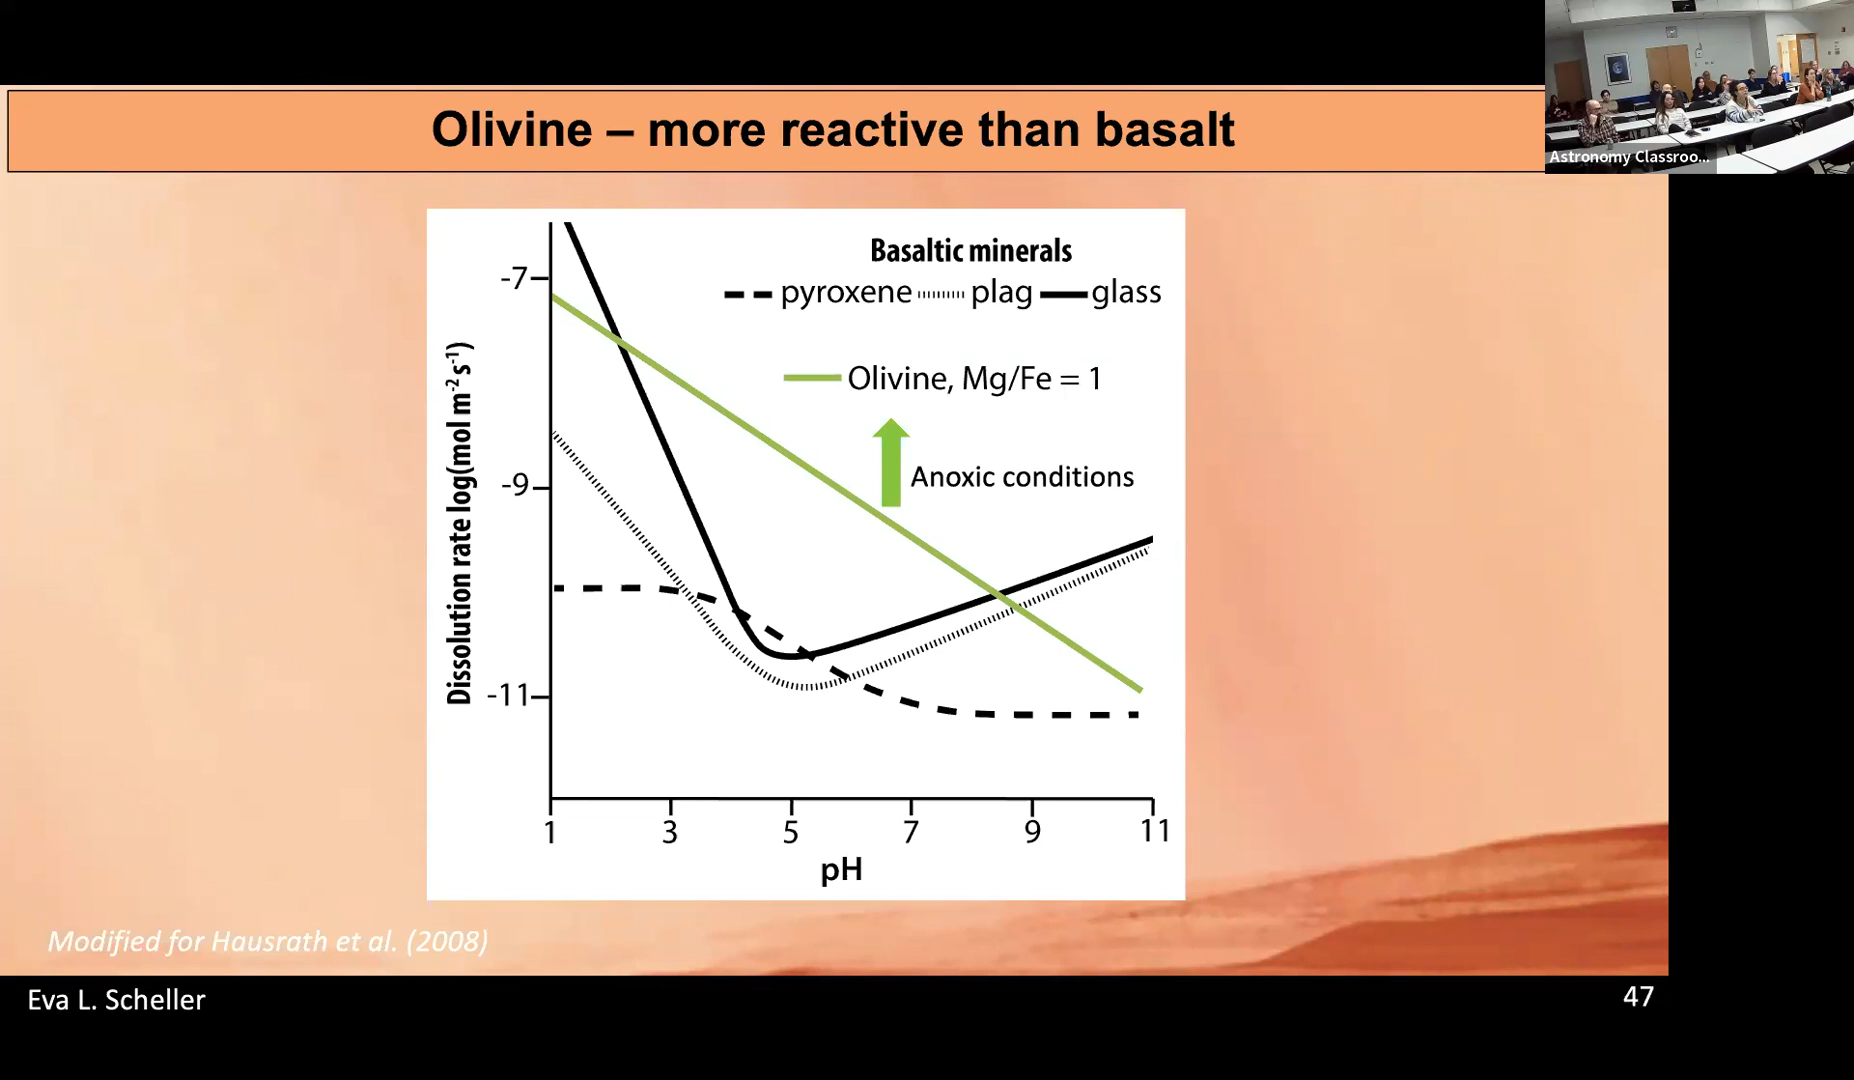 Olivine – more reactive than basalt
Astronomy Classroo...
Basaltic minerals
pyroxene plag glass
Olivine, Mg/Fe = 1
Anoxic conditions
Dissolution rate log(mol m⁻² s⁻¹)
-7
-9
-11
1 3 5 7 9 11
pH
Modified for Hausrath et al. (2008)
Eva L. Scheller
47